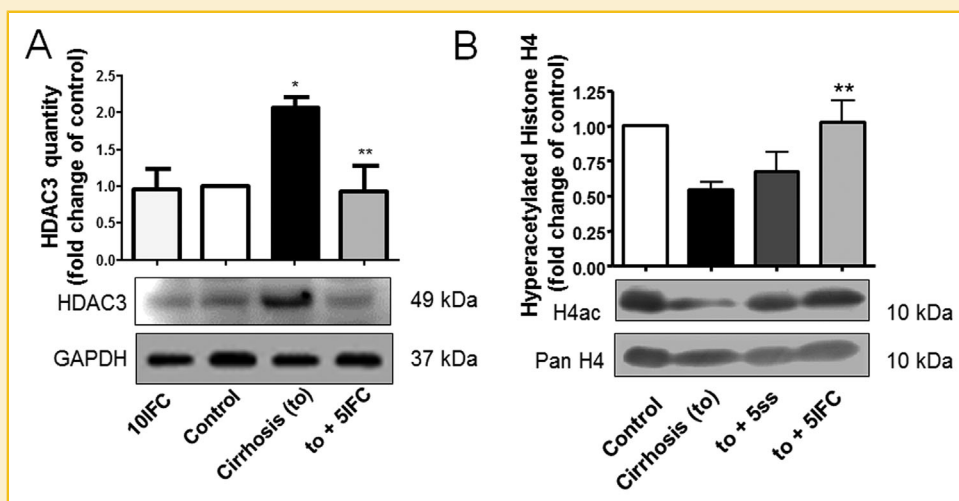 A
HDAC3 quantity
(fold change of control)
2.5
2.0
1.5
1.0
0.5
0.0
*
**
HDAC3
49 kDa
GAPDH
37 kDa
10IFC
Control
Cirrhosis (to)
to + 5IFC
B
Hyperacetylated Histone H4
(fold change of control)
1.25
1.00
0.75
0.50
0.25
0.00
**
H4ac
10 kDa
Pan H4
10 kDa
Control
Cirrhosis (to)
to + 5ss
to + 5IFC